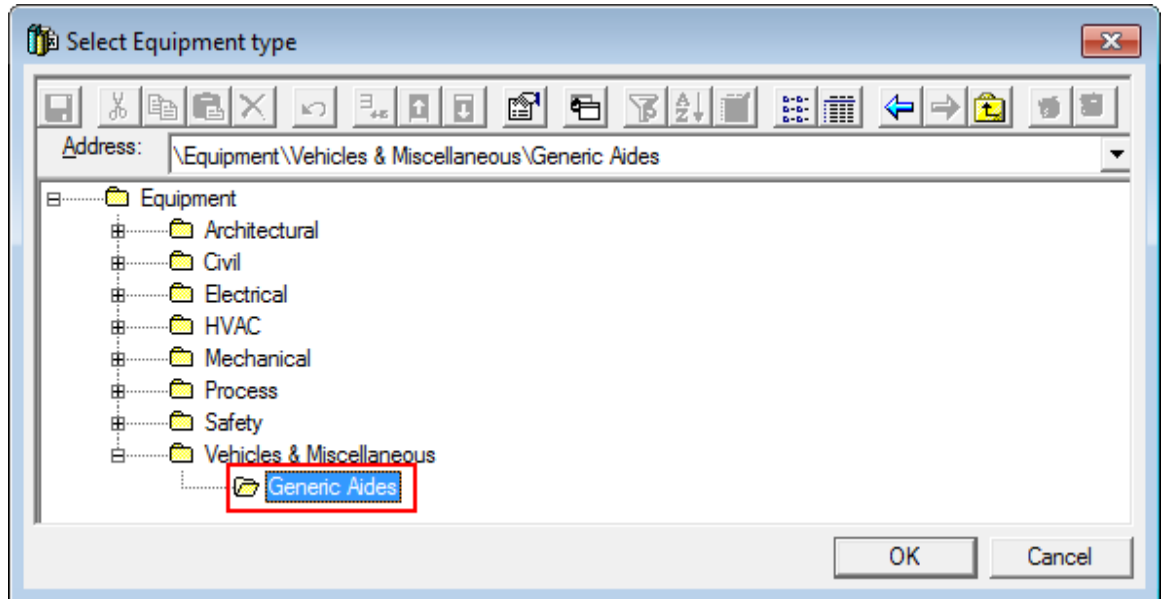 Select Equipment type
Address: \Equipment\Vehicles & Miscellaneous\Generic Aides
Equipment
Architectural
Civil
Electrical
HVAC
Mechanical
Process
Safety
Vehicles & Miscellaneous
Generic Aides
OK Cancel